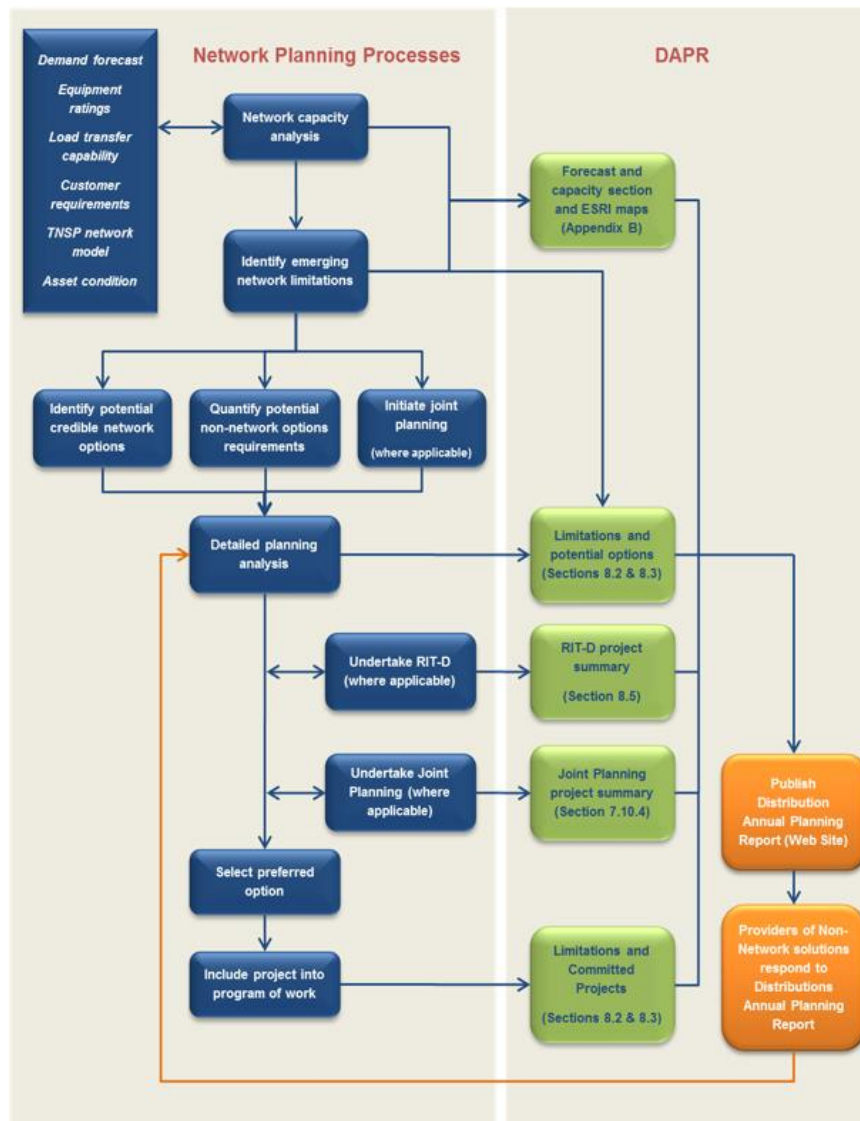 Network Planning Processes
DAPR
Demand forecast
Equipment
ratings
Load transfer
capability
Customer
requirements
TNSP network
model
Asset condition
Network capacity
analysis
Forecast and
capacity section
and ESRI maps
(Appendix B)
Identify emerging
network limitations
Identify potential
credible network
options
Quantify potential
non-network options
requirements
Initiate joint
planning
(where applicable)
Detailed planning
analysis
Limitations and
potential options
(Sections 8.2 & 8.3)
Undertake RIT-D
(where applicable)
RIT-D project
summary
(Section 8.5)
Undertake Joint
Planning (where
applicable)
Joint Planning
project summary
(Section 7.10.4)
Publish
Distribution
Annual Planning
Report (Web Site)
Select preferred
option
Include project into
program of work
Limitations and
Committed
Projects
(Sections 8.2 & 8.3)
Providers of Non-
Network solutions
respond to
Distributions
Annual Planning
Report